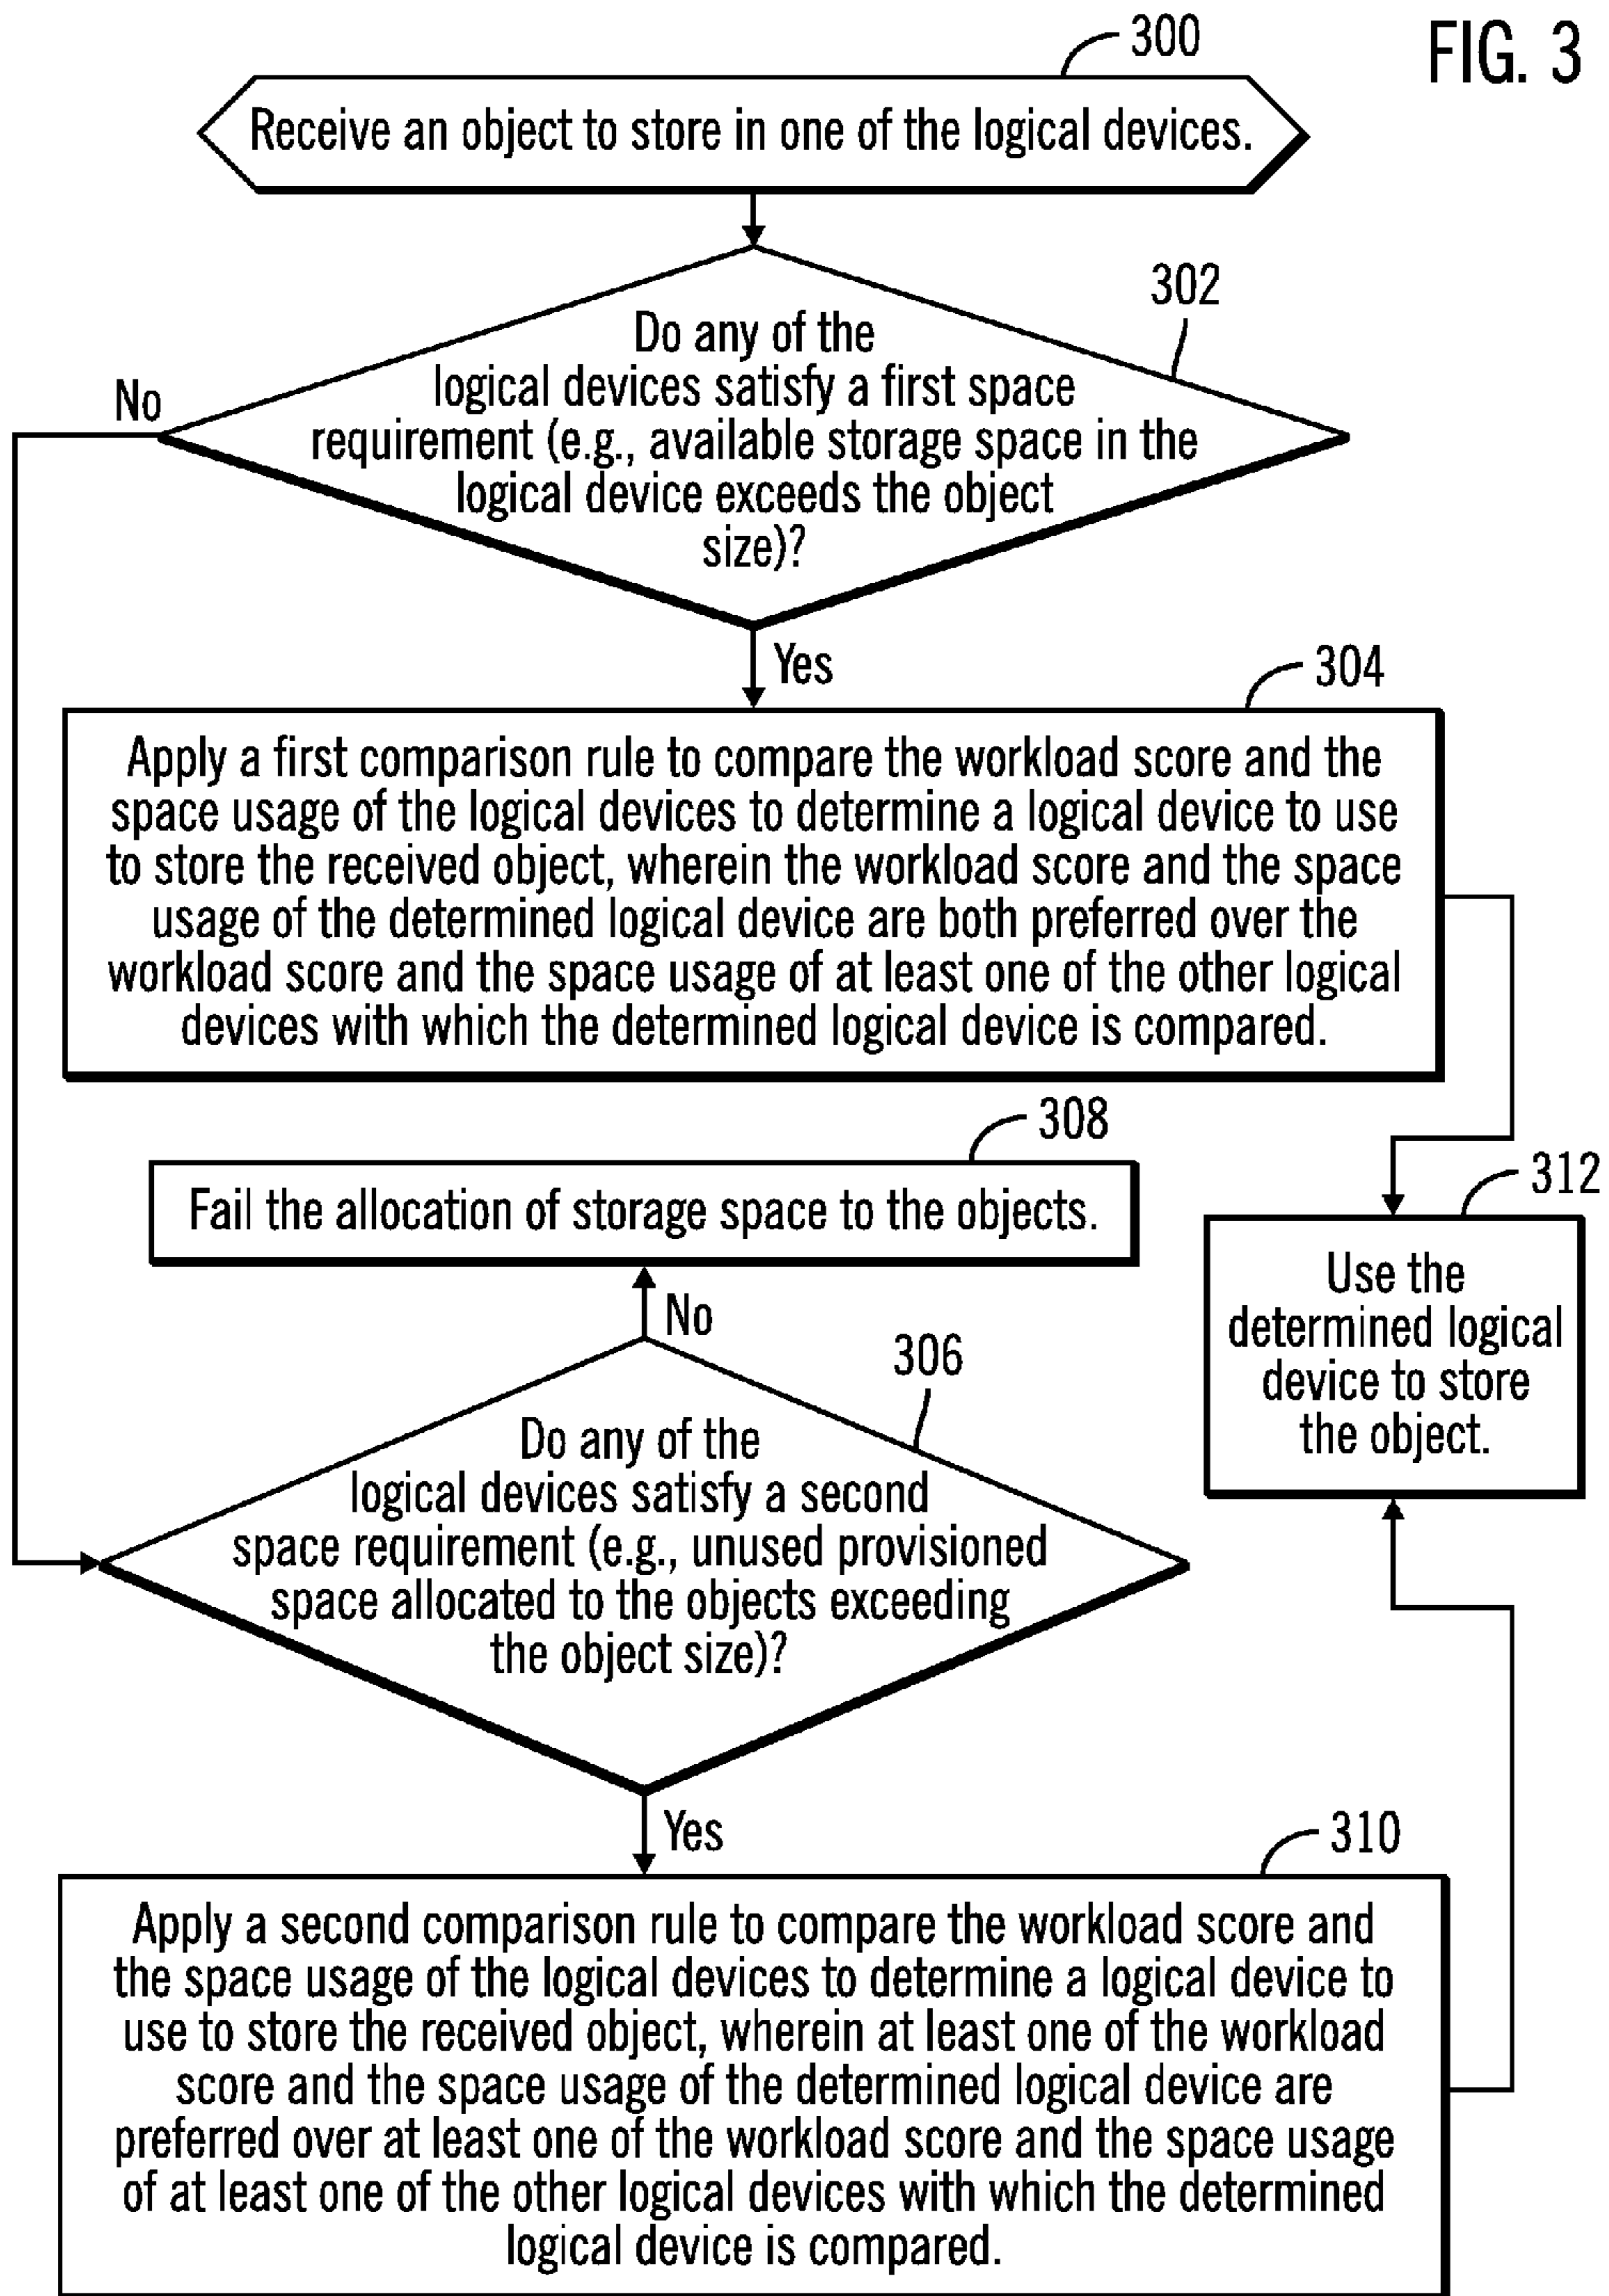 FIG. 3
300
Receive an object to store in one of the logical devices.
302
Do any of the
logical devices satisfy a first space
requirement (e.g., available storage space in the
logical device exceeds the object
size)?
No
Yes
304
Apply a first comparison rule to compare the workload score and the
space usage of the logical devices to determine a logical device to use
to store the received object, wherein the workload score and the space
usage of the determined logical device are both preferred over the
workload score and the space usage of at least one of the other logical
devices with which the determined logical device is compared.
308
Fail the allocation of storage space to the objects.
312
Use the
determined logical
device to store
the object.
No
306
Do any of the
logical devices satisfy a second
space requirement (e.g., unused provisioned
space allocated to the objects exceeding
the object size)?
Yes
310
Apply a second comparison rule to compare the workload score and
the space usage of the logical devices to determine a logical device to
use to store the received object, wherein at least one of the workload
score and the space usage of the determined logical device are
preferred over at least one of the workload score and the space usage
of at least one of the other logical devices with which the determined
logical device is compared.